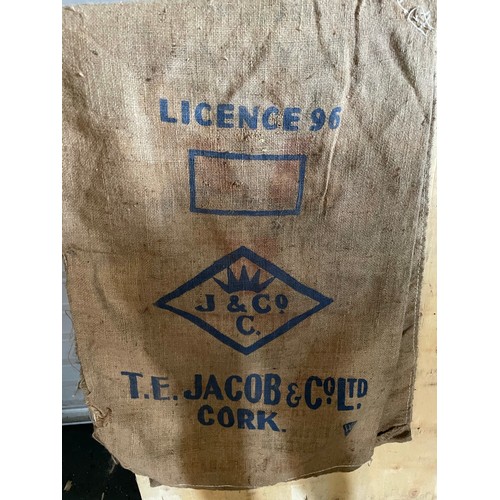 LICENCE 96
J & Co
C.
T.E. JACOB & Co LTD
CORK.